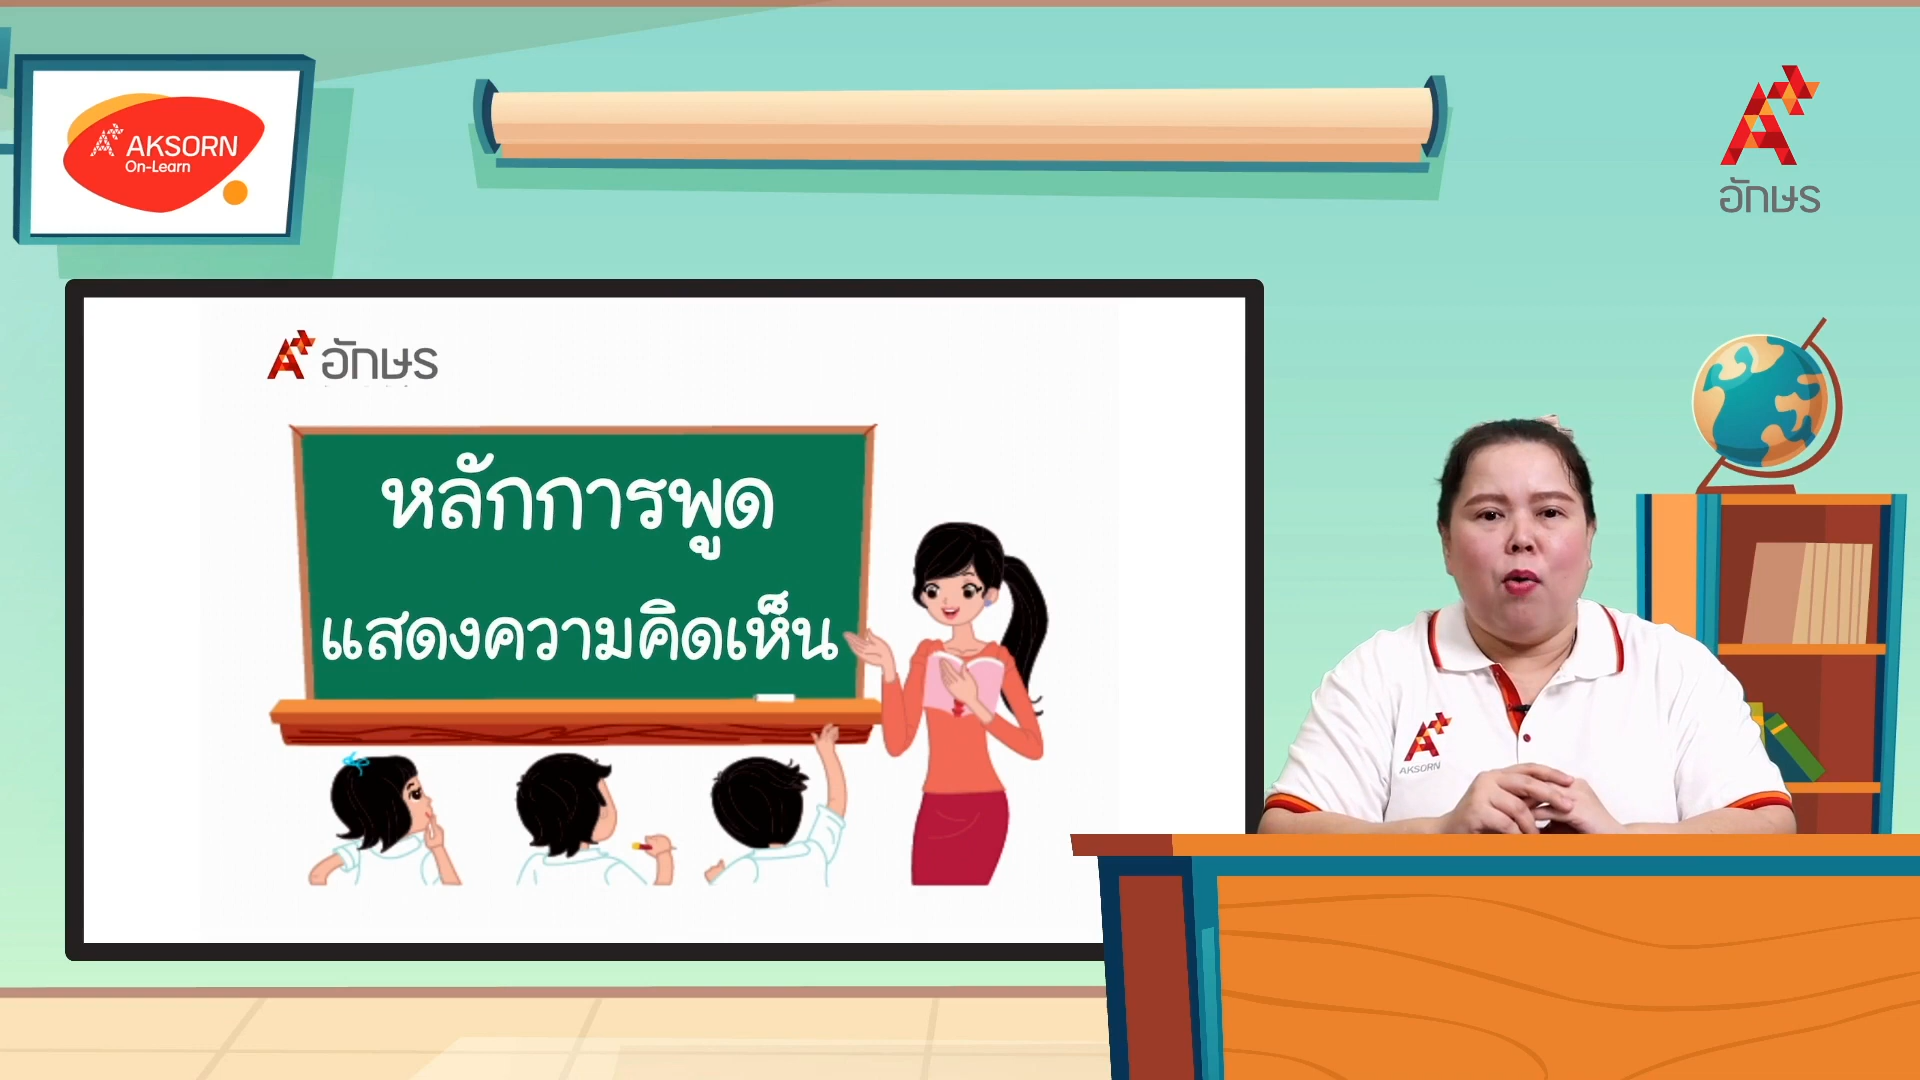 AKSORN
On-Learn
อักษร
อักษร
หลักการพูด
แสดงความคิดเห็น
AKSORN